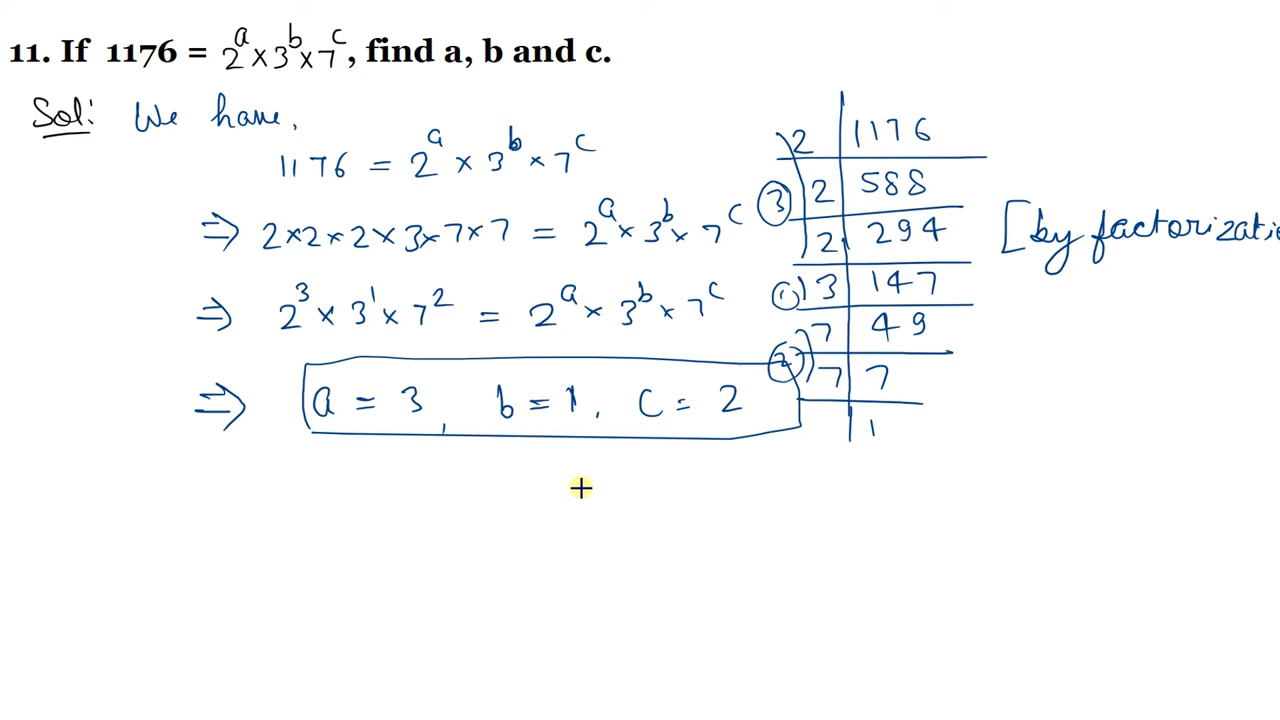 11. If 1176 = 2^a × 3^b × 7^c, find a, b and c.
Sol: We have,
1176 = 2^a × 3^b × 7^c
⇒ 2×2×2×3×7×7 = 2^a × 3^b × 7^c
⇒ 2^3 × 3^1 × 7^2 = 2^a × 3^b × 7^c
⇒ a = 3, b = 1, c = 2
2 | 1176
③ 2 | 588
2 | 294
① 3 | 147
7 | 49
② 7 | 7
| 1
[by factorizatio